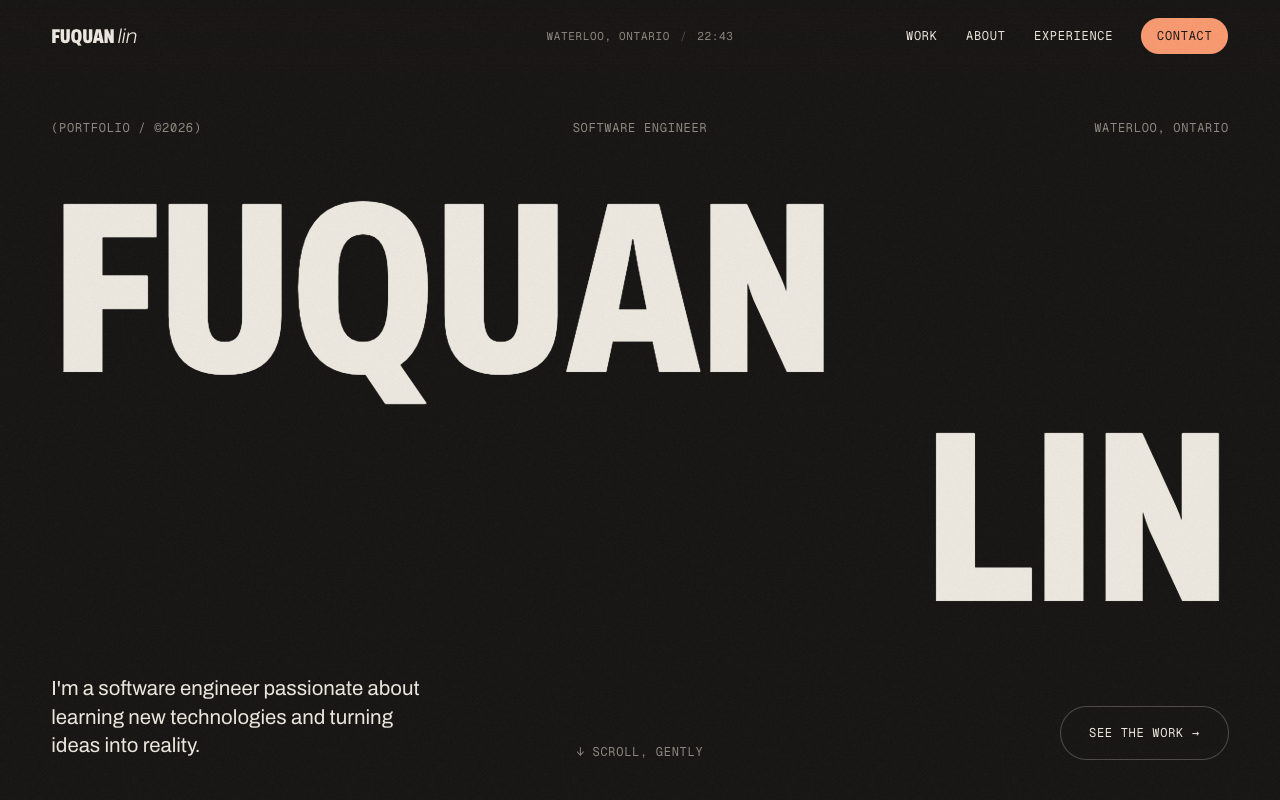 FUQUAN lin
WATERLOO, ONTARIO / 22:43
WORK ABOUT EXPERIENCE CONTACT
(PORTFOLIO / ©2026)
SOFTWARE ENGINEER
WATERLOO, ONTARIO
FUQUAN
LIN
I'm a software engineer passionate about
learning new technologies and turning
ideas into reality.
↓ SCROLL, GENTLY
SEE THE WORK →